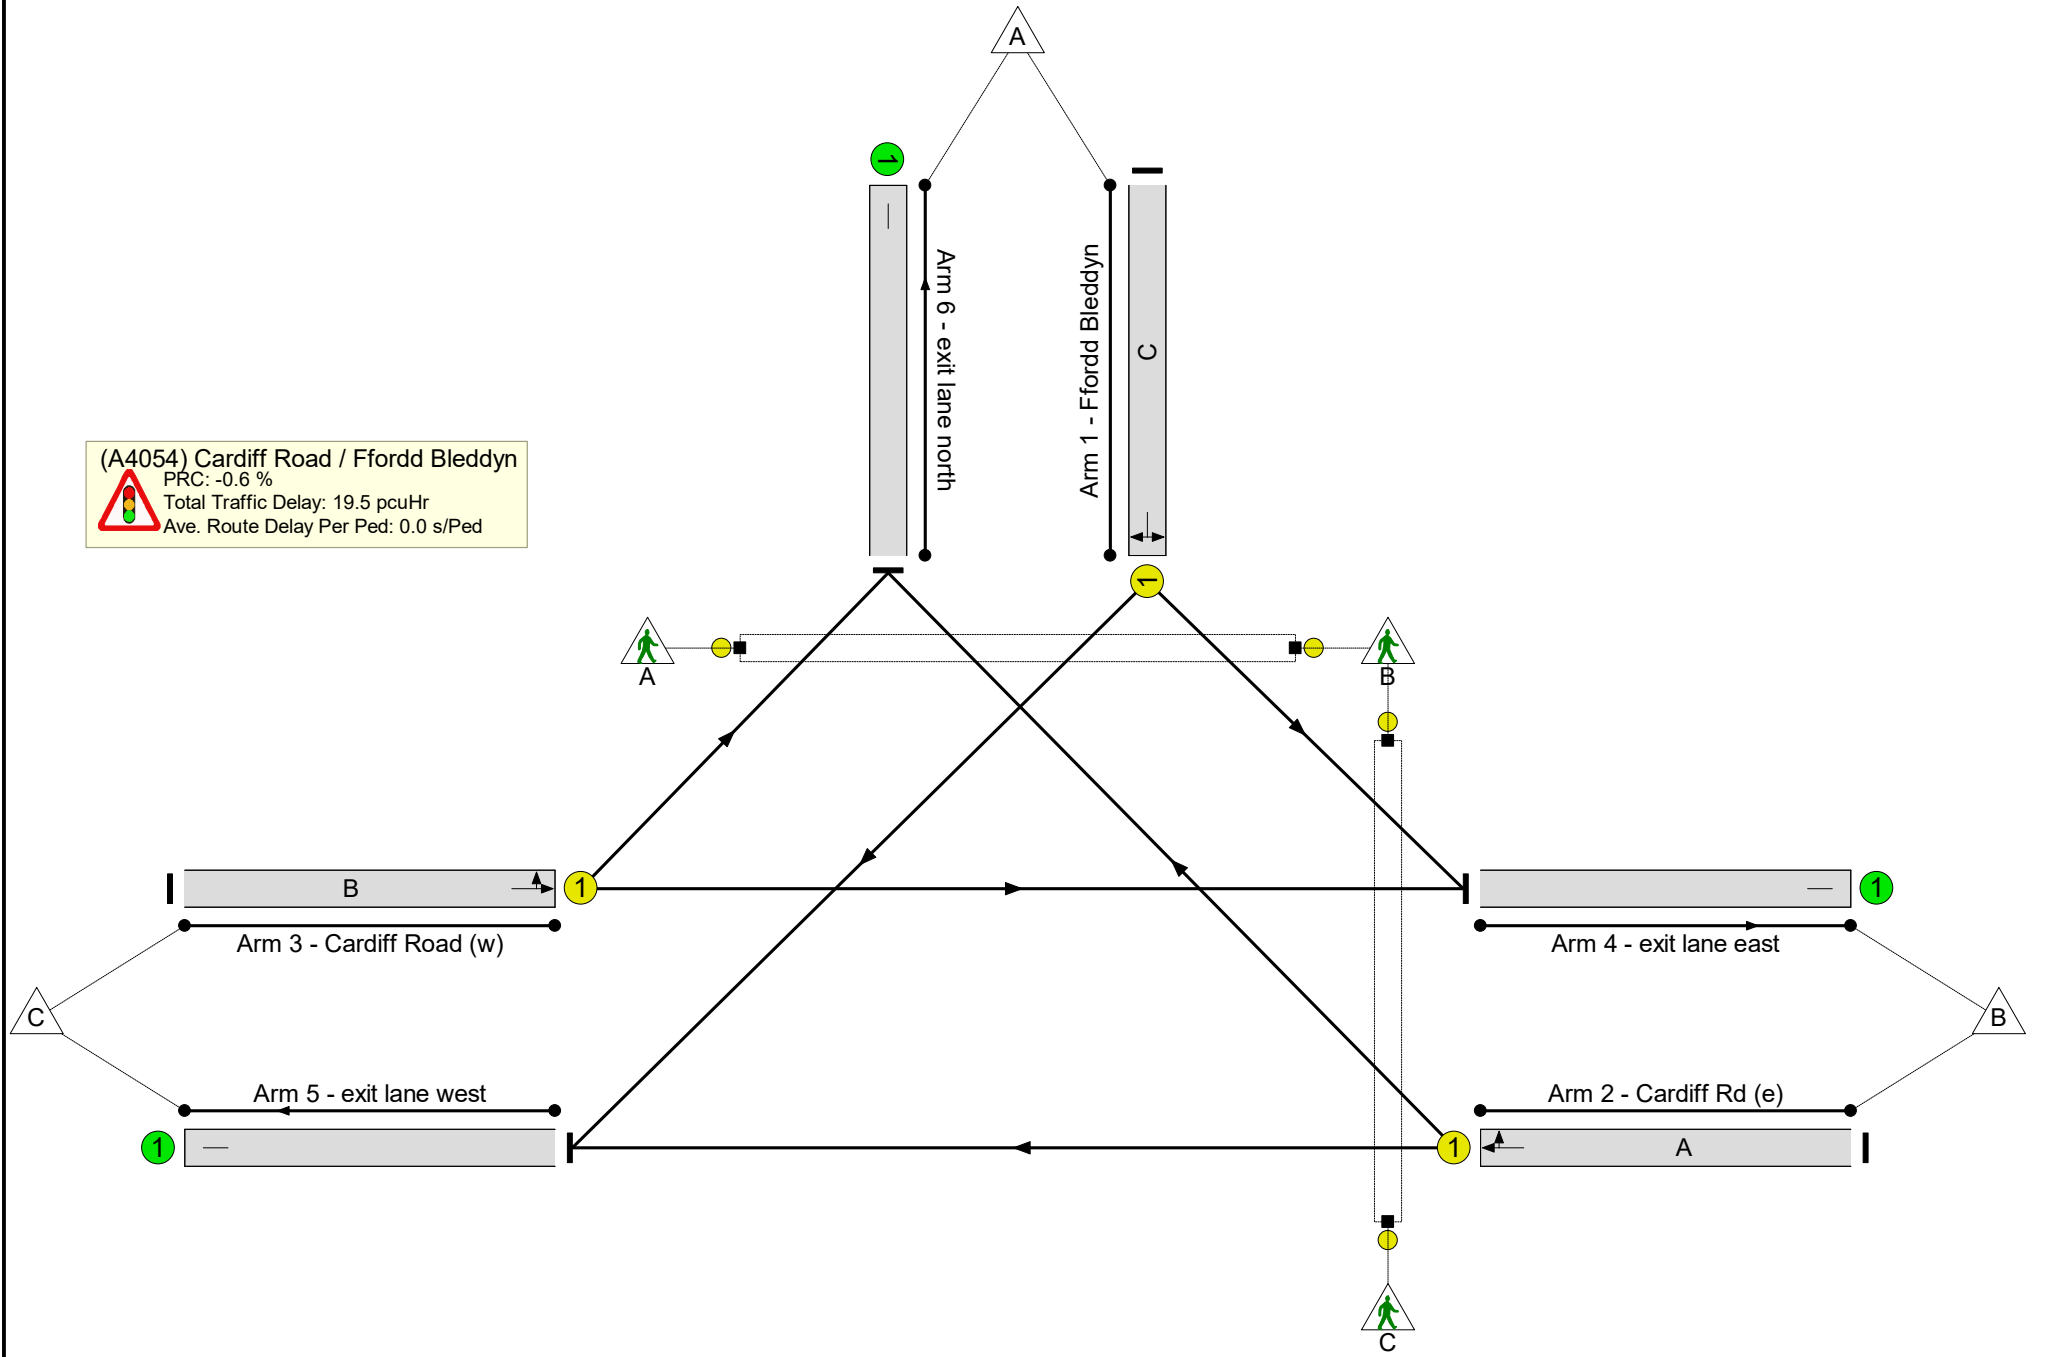 A
1
Arm 6 - exit lane north
Arm 1 - Ffordd Bleddyn
C
(A4054) Cardiff Road / Ffordd Bleddyn
PRC: -0.6 %
Total Traffic Delay: 19.5 pcuHr
Ave. Route Delay Per Ped: 0.0 s/Ped
1
A
B
B
1
1
Arm 3 - Cardiff Road (w)
Arm 4 - exit lane east
C
B
Arm 5 - exit lane west
Arm 2 - Cardiff Rd (e)
1
1
A
C